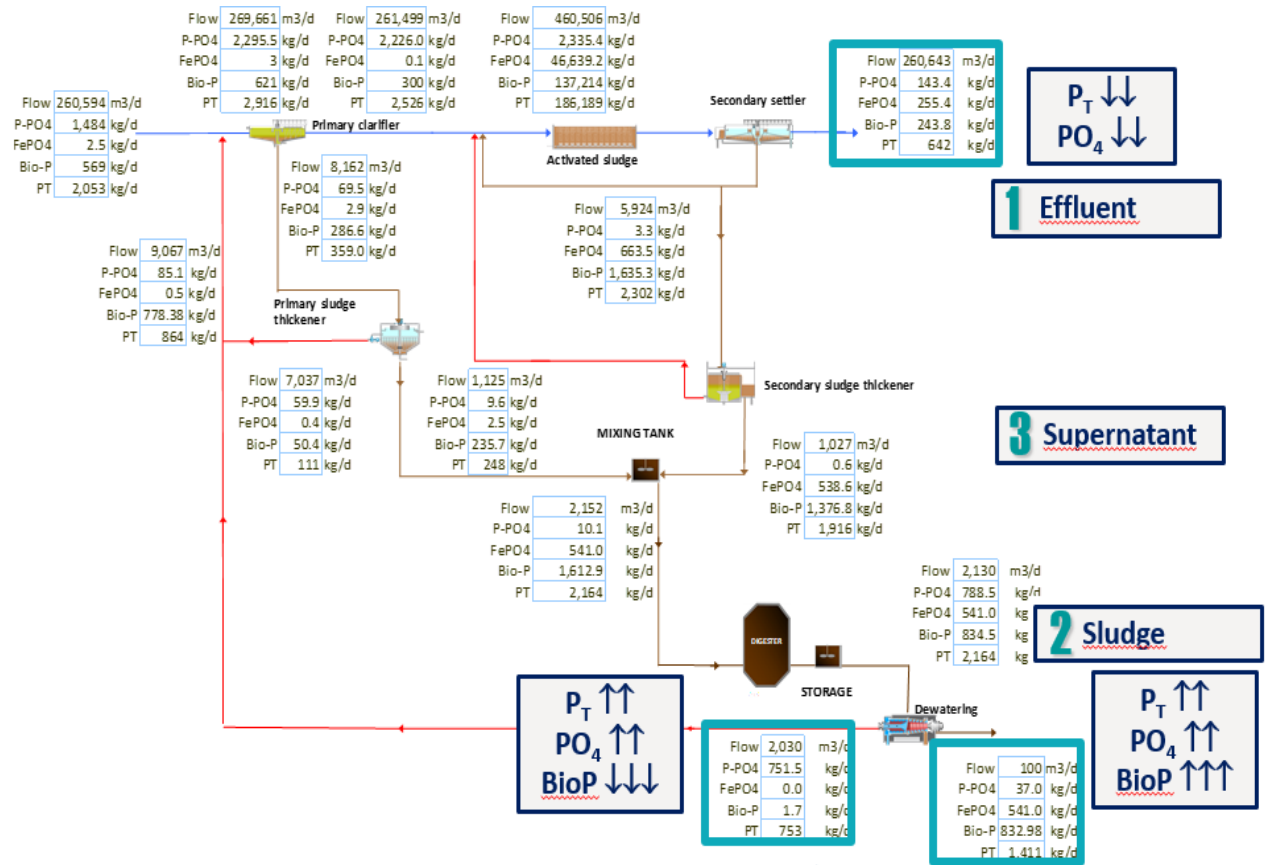 Flow 269,661 m3/d
P-PO4 2,295.5 kg/d
FePO4 3 kg/d
Bio-P 621 kg/d
PT 2,916 kg/d
Flow 261,499 m3/d
P-PO4 2,226.0 kg/d
FePO4 0.1 kg/d
Bio-P 300 kg/d
PT 2,526 kg/d
Flow 460,506 m3/d
P-PO4 2,335.4 kg/d
FePO4 46,639.2 kg/d
Bio-P 137,214 kg/d
PT 186,189 kg/d
Flow 260,643 m3/d
P-PO4 143.4 kg/d
FePO4 255.4 kg/d
Bio-P 243.8 kg/d
PT 642 kg/d
PT ↓↓
PO4 ↓↓
1 Effluent
Flow 260,594 m3/d
P-PO4 1,484 kg/d
FePO4 2.5 kg/d
Bio-P 569 kg/d
PT 2,053 kg/d
Primary clarifier
Activated sludge
Secondary settler
Flow 8,162 m3/d
P-PO4 69.5 kg/d
FePO4 2.9 kg/d
Bio-P 286.6 kg/d
PT 359.0 kg/d
Flow 5,924 m3/d
P-PO4 3.3 kg/d
FePO4 663.5 kg/d
Bio-P 1,635.3 kg/d
PT 2,302 kg/d
Flow 9,067 m3/d
P-PO4 85.1 kg/d
FePO4 0.5 kg/d
Bio-P 778.38 kg/d
PT 864 kg/d
Primary sludge
thickener
Secondary sludge thickener
Flow 7,037 m3/d
P-PO4 59.9 kg/d
FePO4 0.4 kg/d
Bio-P 50.4 kg/d
PT 111 kg/d
Flow 1,125 m3/d
P-PO4 9.6 kg/d
FePO4 2.5 kg/d
Bio-P 235.7 kg/d
PT 248 kg/d
MIXING TANK
3 Supernatant
Flow 1,027 m3/d
P-PO4 0.6 kg/d
FePO4 538.6 kg/d
Bio-P 1,376.8 kg/d
PT 1,916 kg/d
Flow 2,152 m3/d
P-PO4 10.1 kg/d
FePO4 541.0 kg/d
Bio-P 1,612.9 kg/d
PT 2,164 kg/d
Flow 2,130 m3/d
P-PO4 788.5 kg/d
FePO4 541.0 kg
Bio-P 834.5 kg
PT 2,164 kg
2 Sludge
DIGESTER
STORAGE
Dewatering
PT ↑↑
PO4 ↑↑
BioP ↓↓↓
Flow 2,030 m3/d
P-PO4 751.5 kg/d
FePO4 0.0 kg/d
Bio-P 1.7 kg/d
PT 753 kg/d
Flow 100 m3/d
P-PO4 37.0 kg/d
FePO4 541.0 kg/d
Bio-P 832.98 kg/d
PT 1,411 kg/d
PT ↑↑
PO4 ↑↑
BioP ↑↑↑